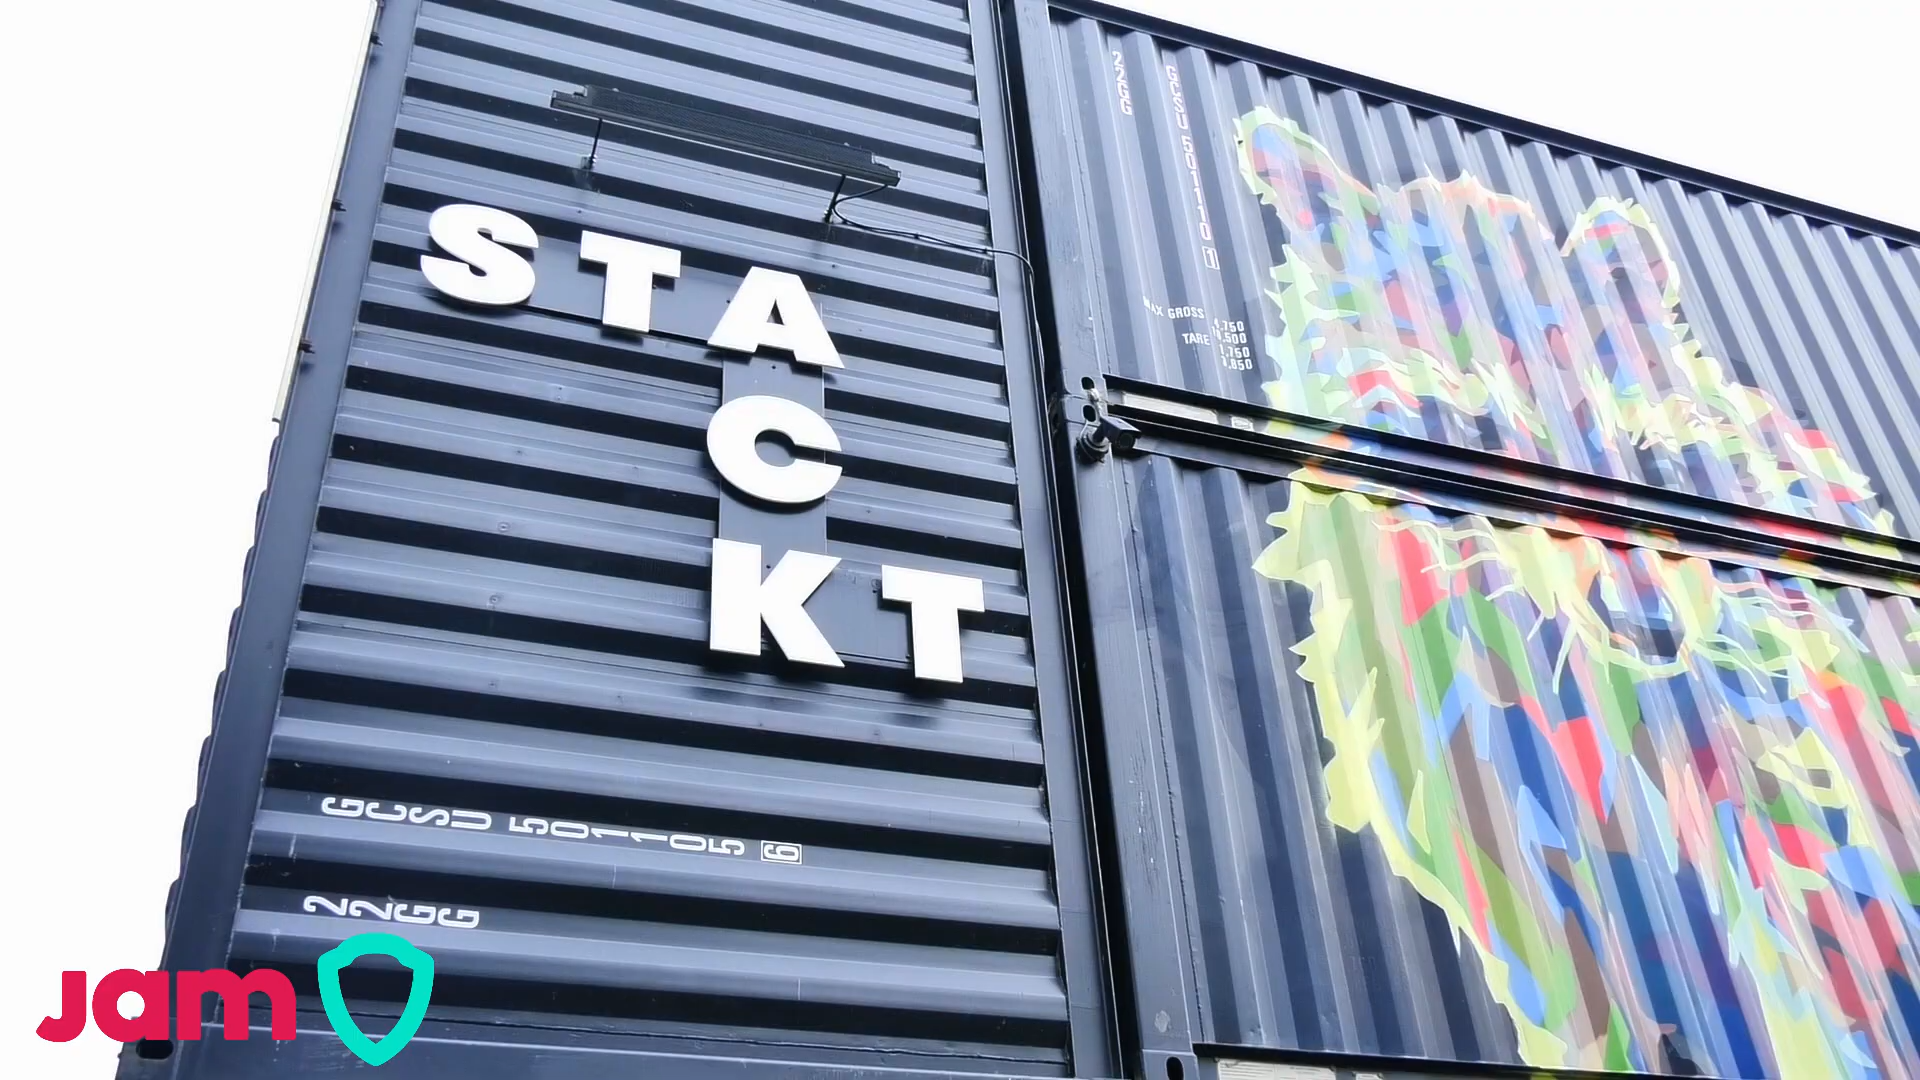 STA
C
KT
GCSU 501105 6
22GG
22GG
GCSU 501110 1
MAX GROSS
TARE
jam